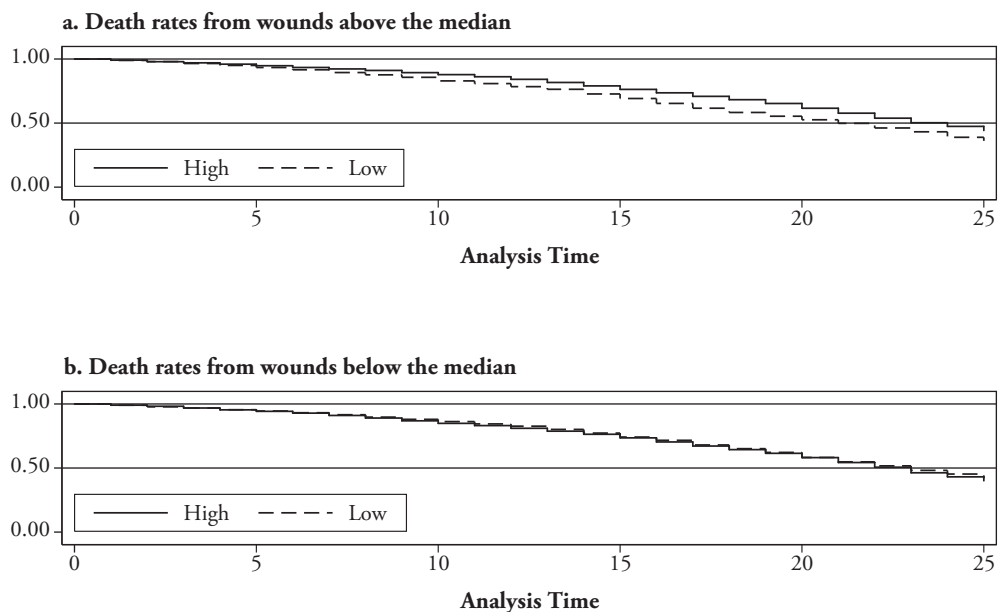 a. Death rates from wounds above the median
1.00
0.50
0.00
High Low
0 5 10 15 20 25
Analysis Time
b. Death rates from wounds below the median
1.00
0.50
0.00
High Low
0 5 10 15 20 25
Analysis Time